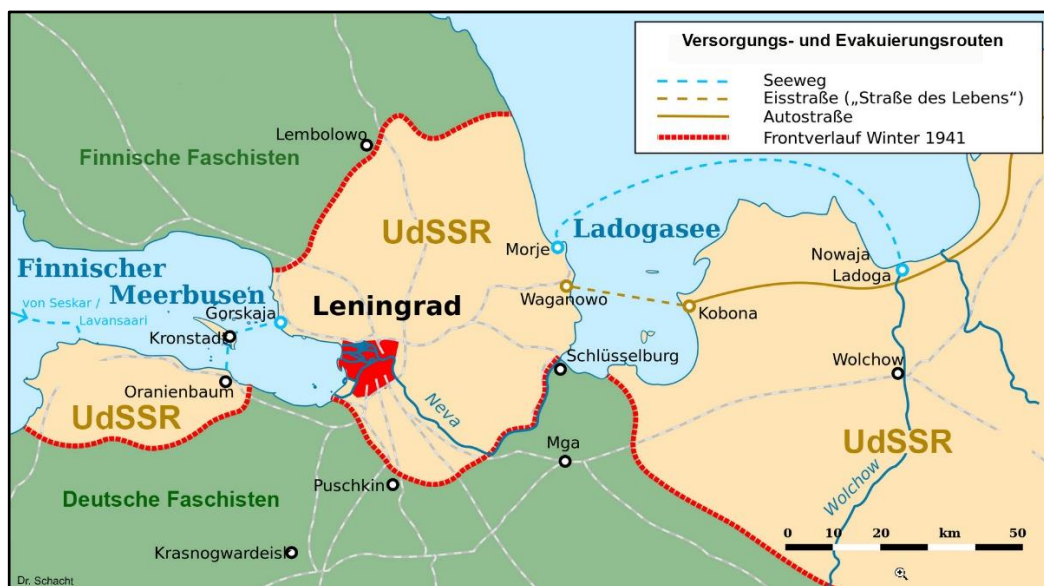 Versorgungs- und Evakuierungsrouten
Seeweg
Eisstraße („Straße des Lebens“)
Autostraße
Frontverlauf Winter 1941
Lembolowo
Finnische Faschisten
UdSSR
Ladogasee
Morje
Nowaja
Ladoga
Finnischer
Meerbusen
von Seskar /
Lavansaari
Gorskaja
Leningrad
Waganowo
Kobona
Kronstadt
Schlüsselburg
Wolchow
Oranienbaum
UdSSR
Neva
Mga
UdSSR
Wolchow
Puschkin
Deutsche Faschisten
Krasnogwardeisk
0 10 20 km 50
Dr. Schacht